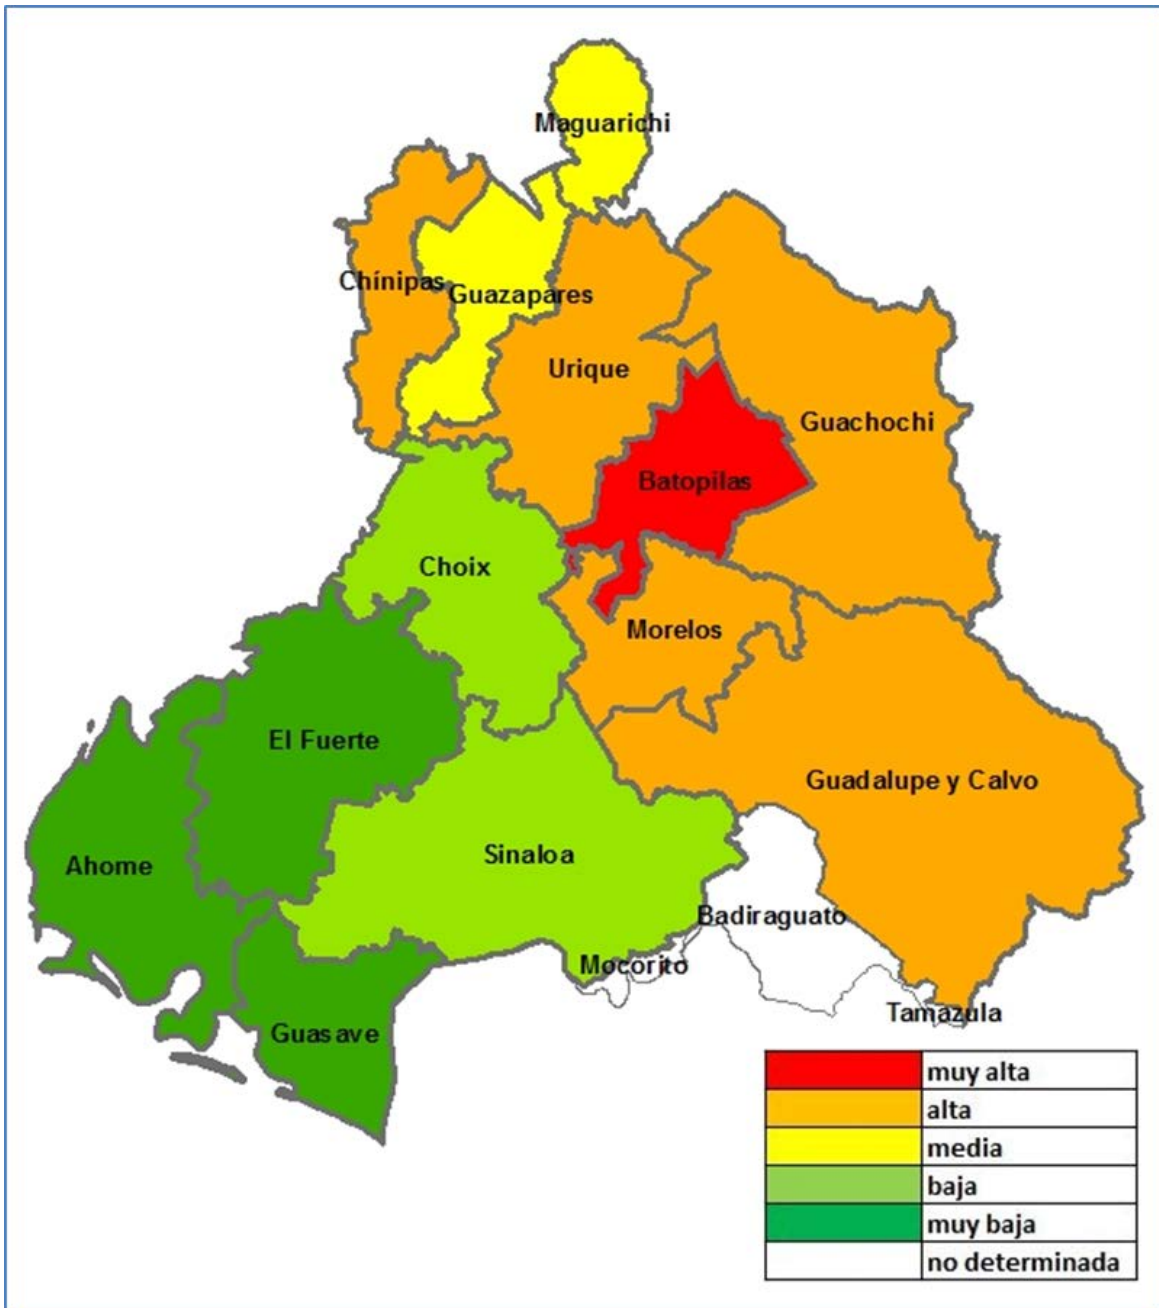 Maguarichi
Chínipas
Guazapares
Urique
Guachochi
Batopilas
Choix
Morelos
El Fuerte
Guadalupe y Calvo
Sinaloa
Ahome
Badiraguato
Mocorito
Tamazula
Guasave
muy alta
alta
media
baja
muy baja
no determinada